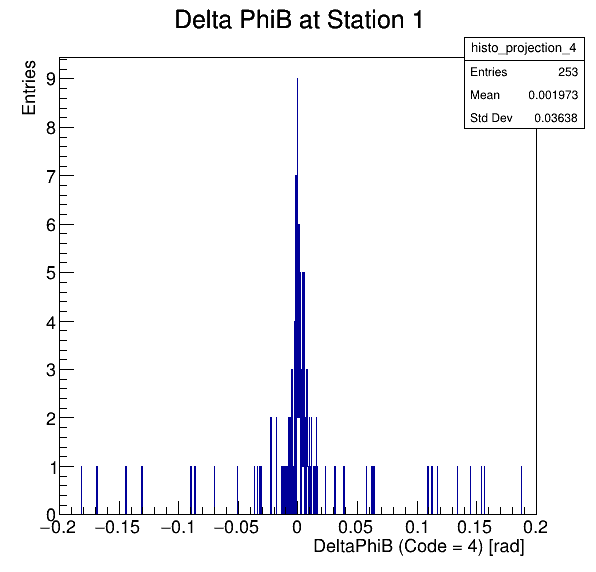 Delta PhiB at Station 1
histo_projection_4
Entries 253
Mean 0.001973
Std Dev 0.03638
Entries
9
8
7
6
5
4
3
2
1
0
−0.2 −0.15 −0.1 −0.05 0 0.05 0.1 0.15 0.2
DeltaPhiB (Code = 4) [rad]